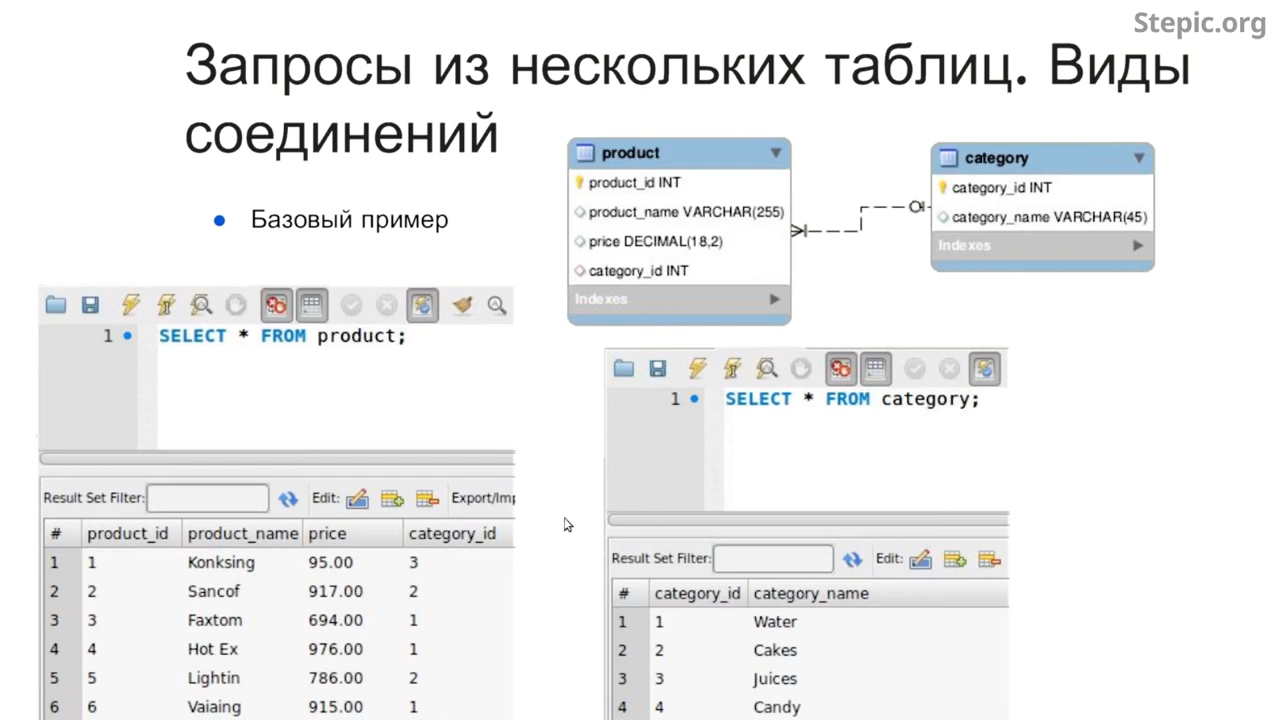 Stepic.org
Запросы из нескольких таблиц. Виды
соединений
Базовый пример
product
product_id INT
product_name VARCHAR(255)
price DECIMAL(18,2)
category_id INT
Indexes
category
category_id INT
category_name VARCHAR(45)
Indexes
1 SELECT * FROM product;
Result Set Filter: Edit: Export/Imp
# product_id product_name price category_id
1 1 Konksing 95.00 3
2 2 Sancof 917.00 2
3 3 Faxtom 694.00 1
4 4 Hot Ex 976.00 1
5 5 Lightin 786.00 2
6 6 Vaiaing 915.00 1
1 SELECT * FROM category;
Result Set Filter: Edit:
# category_id category_name
1 1 Water
2 2 Cakes
3 3 Juices
4 4 Candy